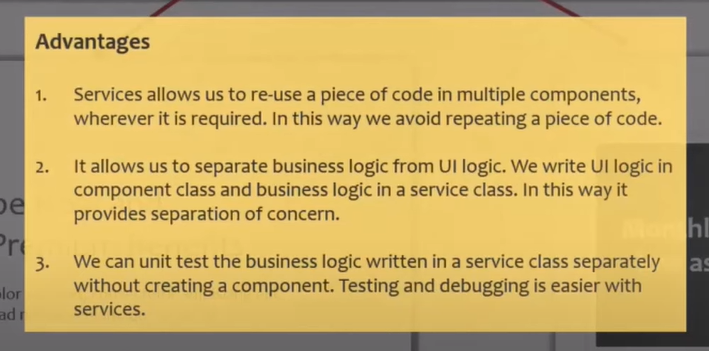 Advantages
1. Services allows us to re-use a piece of code in multiple components,
wherever it is required. In this way we avoid repeating a piece of code.
2. It allows us to separate business logic from UI logic. We write UI logic in
component class and business logic in a service class. In this way it
provides separation of concern.
3. We can unit test the business logic written in a service class separately
without creating a component. Testing and debugging is easier with
services.